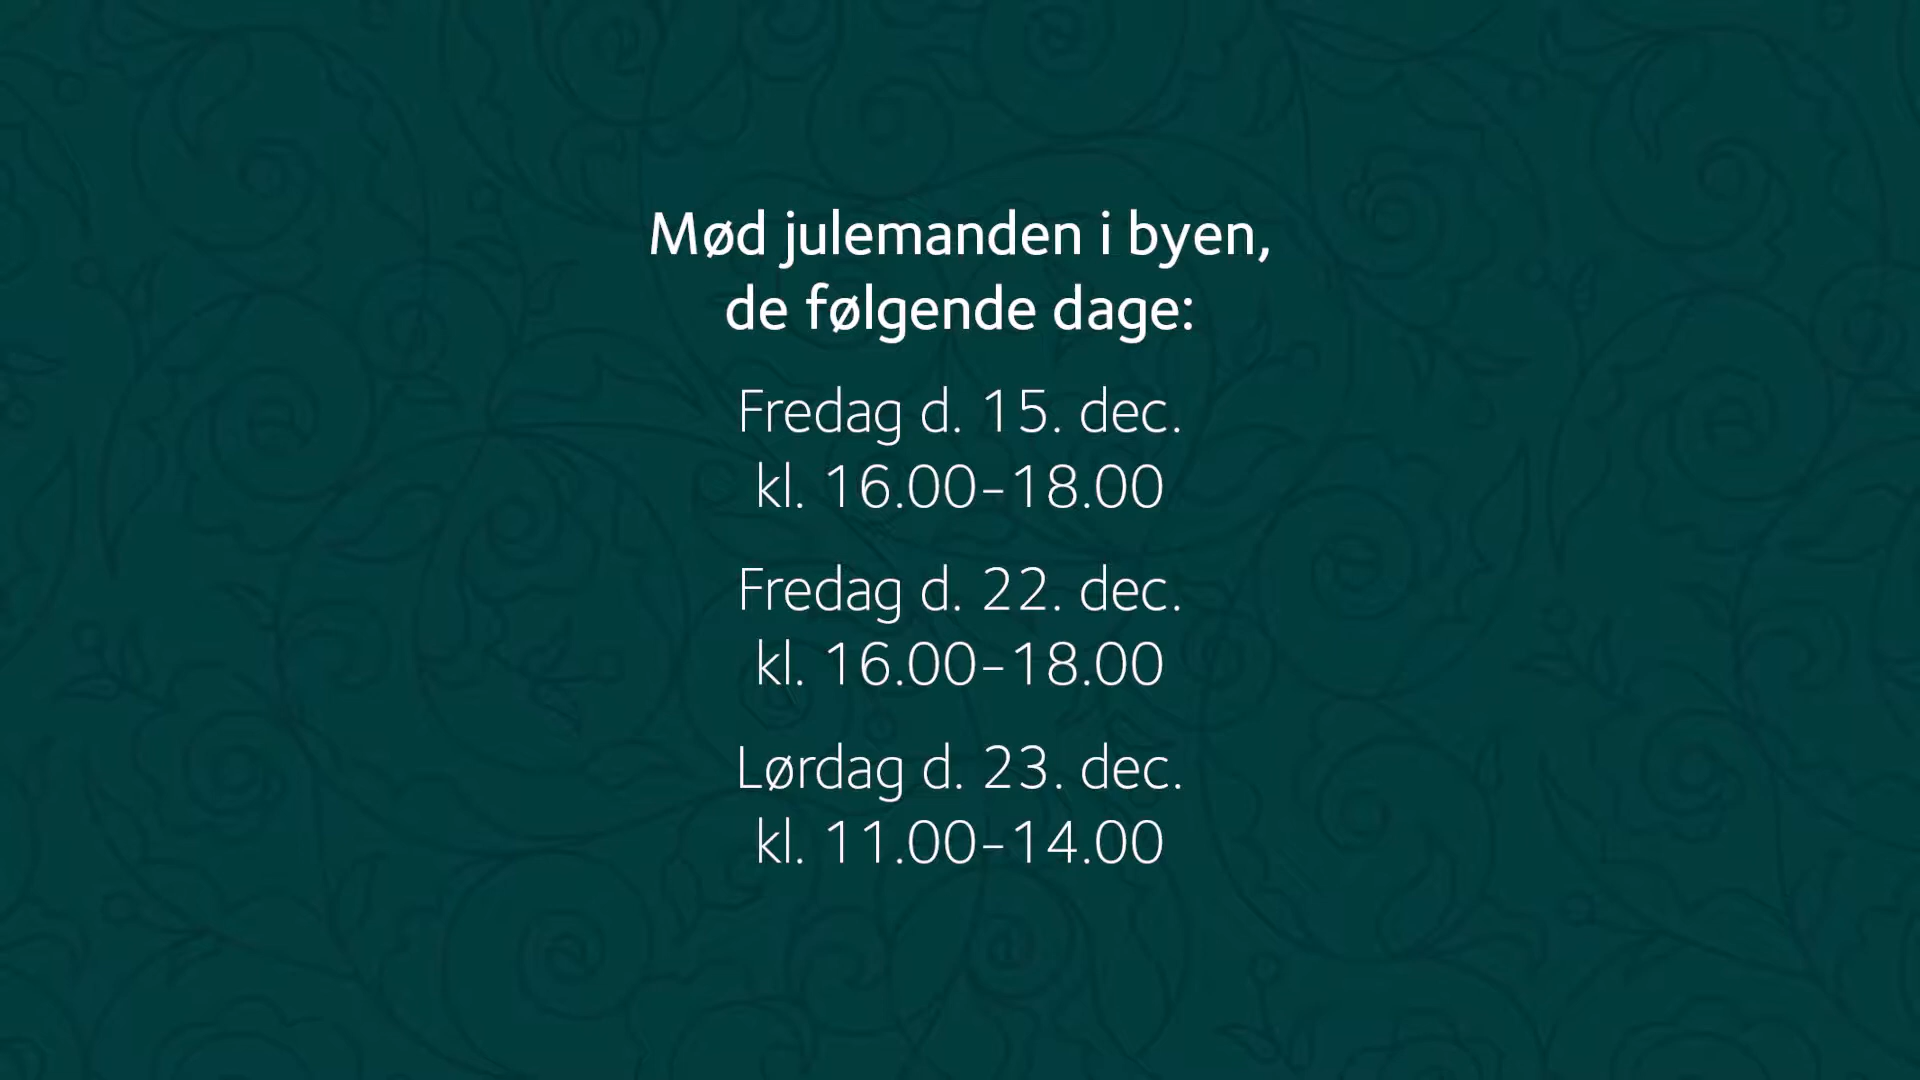 Mød julemanden i byen,
de følgende dage:
Fredag d. 15. dec.
kl. 16.00-18.00
Fredag d. 22. dec.
kl. 16.00-18.00
Lørdag d. 23. dec.
kl. 11.00-14.00